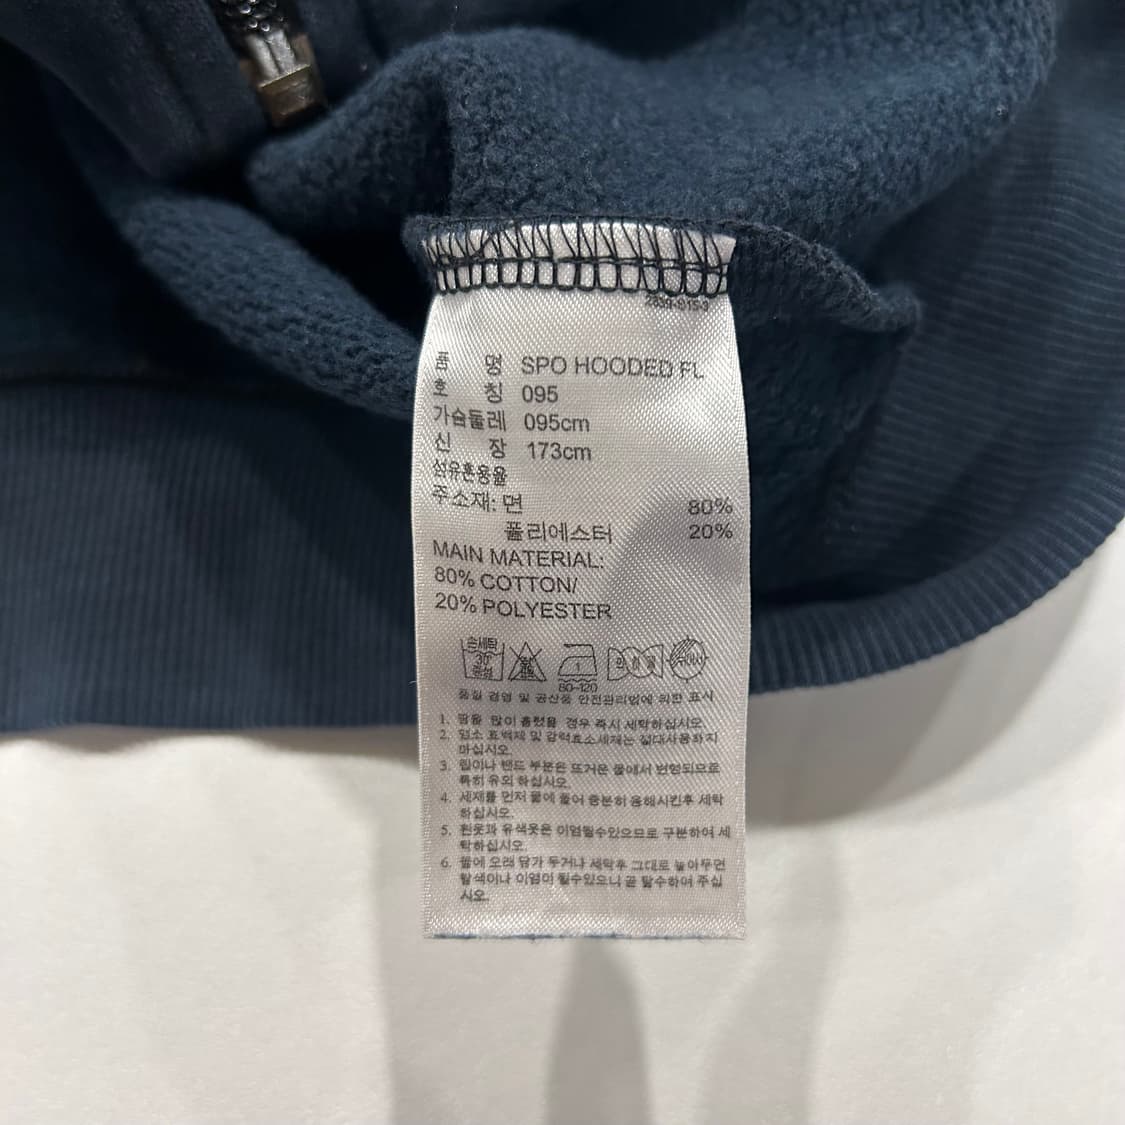 품 명 SPO HOODED FL
호 칭 095
가슴둘레 095cm
신 장 173cm
섬유혼용율
주소재: 면 80%
폴리에스터 20%
MAIN MATERIAL:
80% COTTON/
20% POLYESTER
손세탁
30
중성
1
80~120
품질 경영 및 공산품 안전관리법에 의한 표시
1. 땀을 많이 흘렸을 경우 즉시 세탁하십시오.
2. 염소 표백제 및 강력효소세제는 절대사용하지
마십시오.
3. 립이나 밴드 부분은 뜨거운 물에서 변형되므로
특히 유의 하십시오.
4. 세제를 먼저 물에 풀어 충분히 용해시킨후 세탁
하십시오.
5. 흰옷과 유색옷은 이염될수있으므로 구분하여 세
탁하십시오.
6. 물에 오래 담가 두거나 세탁후 그대로 놓아두면
탈색이나 이염이 될수있으니 곧 탈수하여 주십
시오.